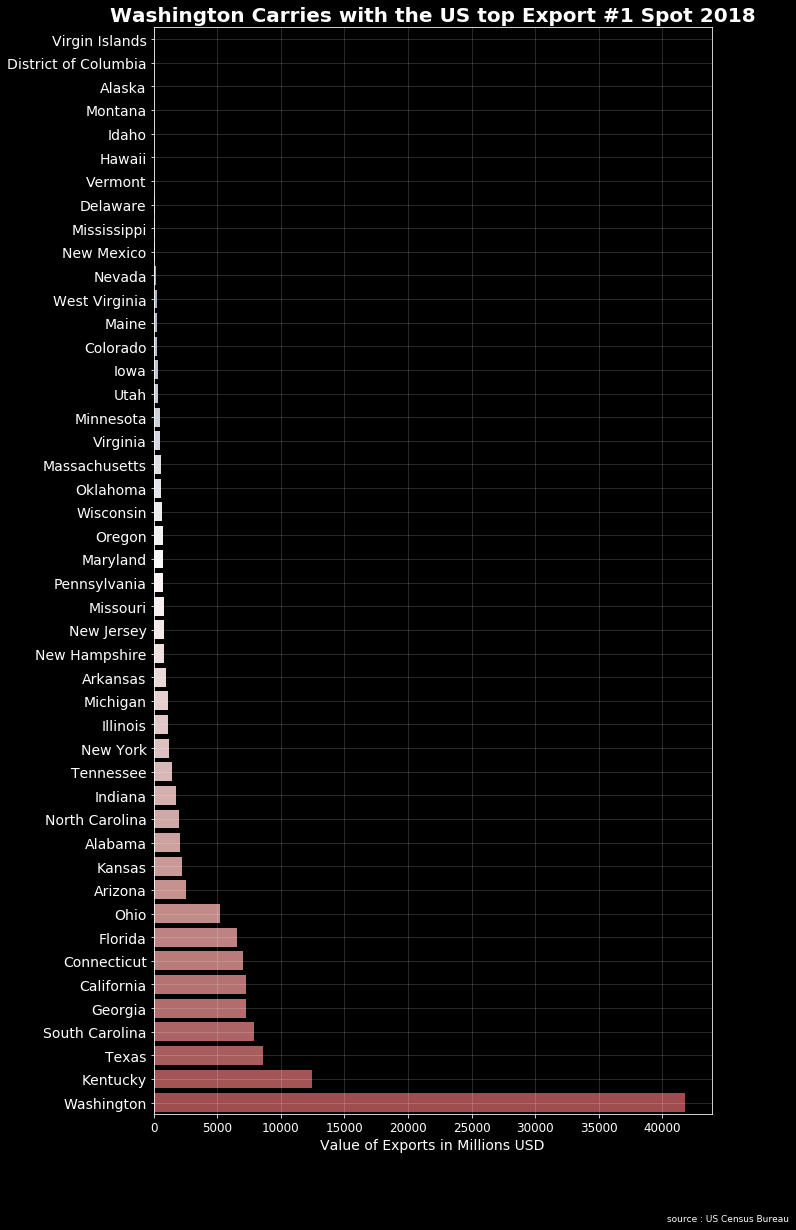 Washington Carries with the US top Export #1 Spot 2018
Virgin Islands
District of Columbia
Alaska
Montana
Idaho
Hawaii
Vermont
Delaware
Mississippi
New Mexico
Nevada
West Virginia
Maine
Colorado
Iowa
Utah
Minnesota
Virginia
Massachusetts
Oklahoma
Wisconsin
Oregon
Maryland
Pennsylvania
Missouri
New Jersey
New Hampshire
Arkansas
Michigan
Illinois
New York
Tennessee
Indiana
North Carolina
Alabama
Kansas
Arizona
Ohio
Florida
Connecticut
California
Georgia
South Carolina
Texas
Kentucky
Washington
0 5000 10000 15000 20000 25000 30000 35000 40000
Value of Exports in Millions USD
source : US Census Bureau